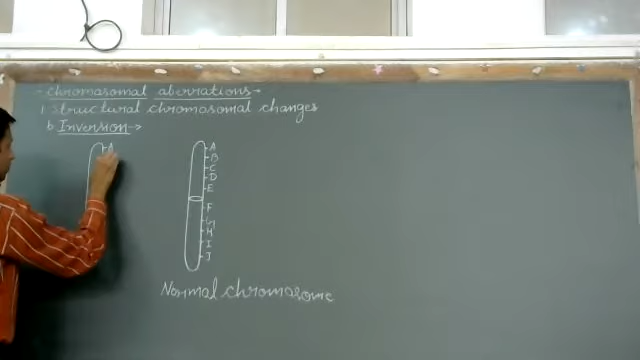 - Chromosomal aberrations -
1. Structural chromosomal changes
b. Inversion ->
A
A
B
C
D
E
F
G
H
I
J
Normal chromosome